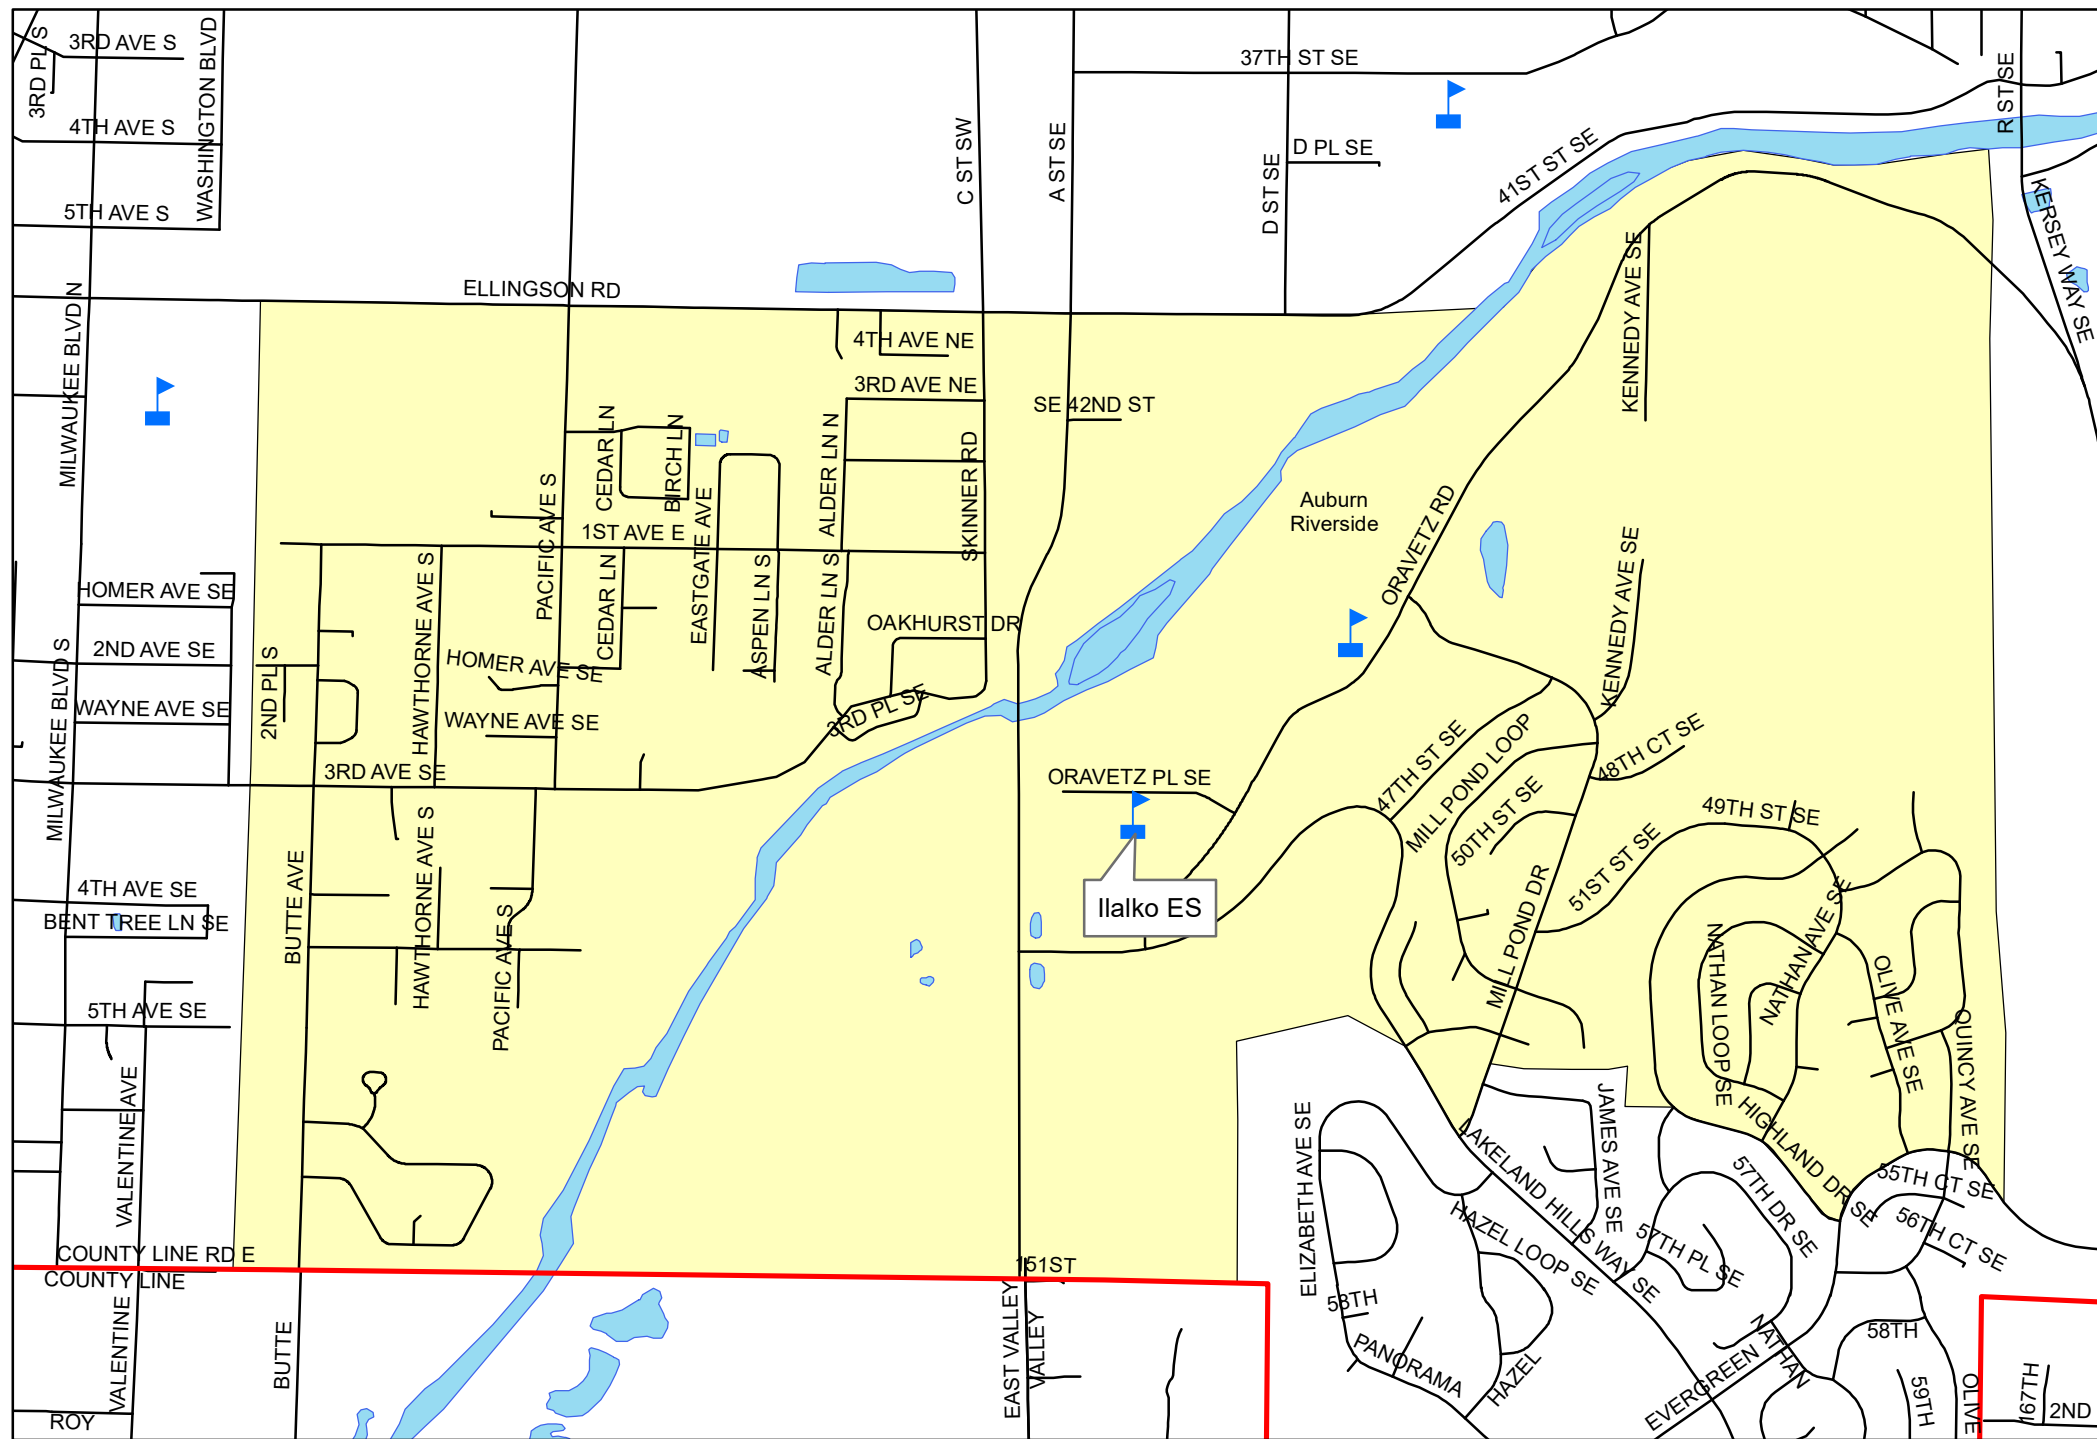 3RD PL S
3RD AVE S
WASHINGTON BLVD
37TH ST SE
R ST SE
4TH AVE S
C ST SW
A ST SE
D ST SE
D PL SE
41ST ST SE
5TH AVE S
KERSEY WAY SE
ELLINGSON RD
MILWAUKEE BLVD N
4TH AVE NE
3RD AVE NE
KENNEDY AVE SE
SE 42ND ST
CEDAR LN
BIRCH LN
ALDER LN N
SKINNER RD
PACIFIC AVE S
EASTGATE AVE
Auburn
Riverside
ORAVETZ RD
1ST AVE E
HAWTHORNE AVE S
CEDAR LN
ASPEN LN S
ALDER LN S
KENNEDY AVE SE
HOMER AVE SE
OAKHURST DR
2ND AVE SE
MILWAUKEE BLVD S
2ND PL S
HOMER AVE SE
WAYNE AVE SE
WAYNE AVE SE
3RD PL SE
47TH ST SE
MILL POND LOOP
48TH CT SE
3RD AVE SE
ORAVETZ PL SE
50TH ST SE
49TH ST SE
51ST ST SE
HAWTHORNE AVE S
BUTTE AVE
4TH AVE SE
BENT TREE LN SE
PACIFIC AVE S
Ilalko ES
MILL POND DR
NATHAN LOOP SE
NATHAN AVE SE
OLIVE AVE SE
QUINCY AVE SE
5TH AVE SE
VALENTINE AVE
ELIZABETH AVE SE
JAMES AVE SE
LAKELAND HILLS WAY SE
HIGHLAND DR SE
57TH DR SE
55TH CT SE
56TH CT SE
57TH PL SE
HAZEL LOOP SE
COUNTY LINE RD E
COUNTY LINE
151ST
EAST VALLEY
VALLEY
58TH
PANORAMA
HAZEL
EVERGREEN
NATHAN
58TH
59TH
OLIVE
167TH
2ND
VALENTINE
BUTTE
ROY